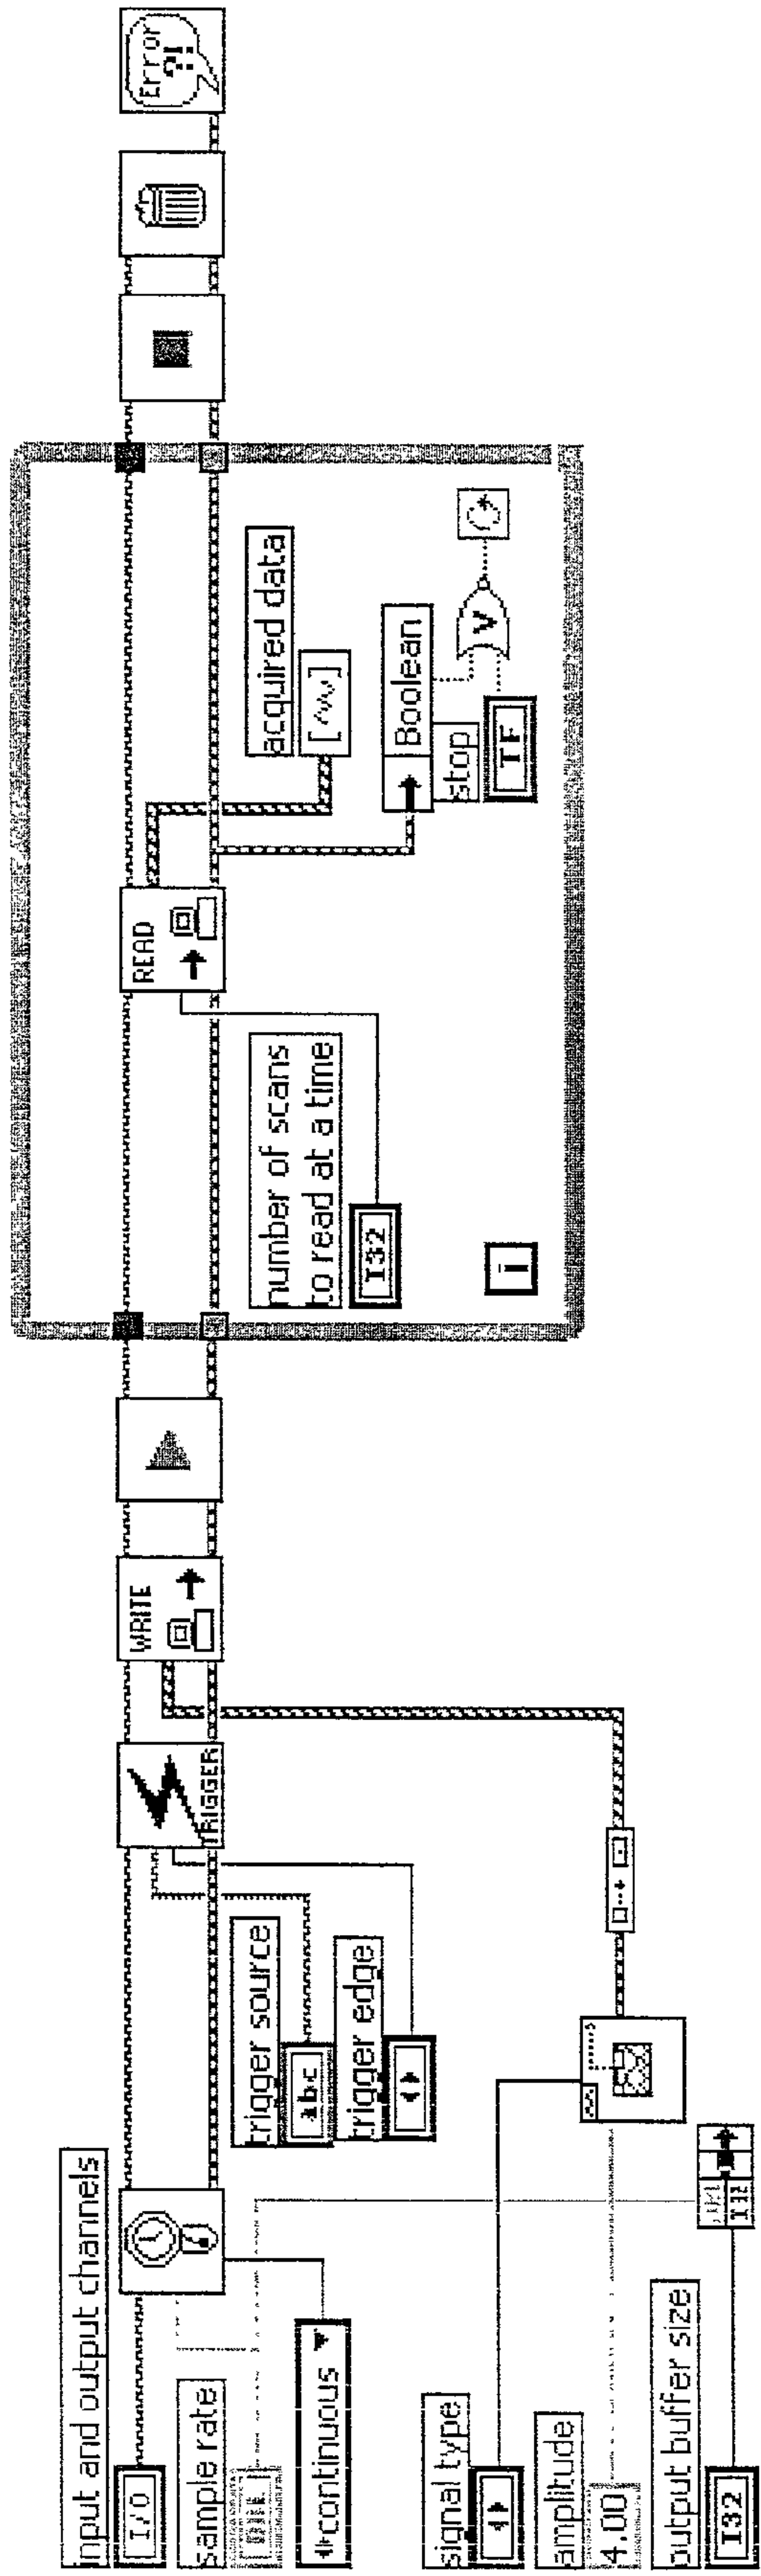 input and output channels
I/O
sample rate
continuous
trigger source
abc
trigger edge
TRIGGER
WRITE
signal type
amplitude
4.00
output buffer size
I32
number of scans
to read at a time
I32
i
READ
acquired data
Boolean
stop
TF
V
Error
?!